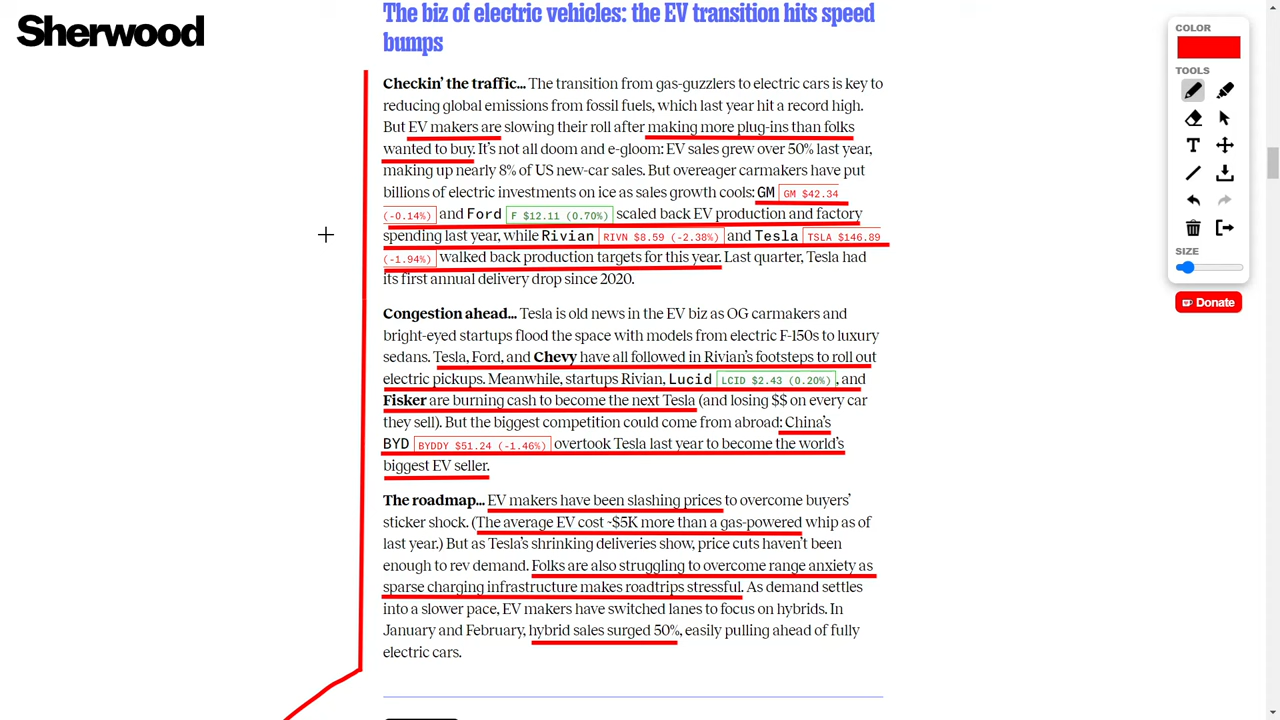 Sherwood
The biz of electric vehicles: the EV transition hits speed
bumps
Checkin' the traffic... The transition from gas-guzzlers to electric cars is key to
reducing global emissions from fossil fuels, which last year hit a record high.
But EV makers are slowing their roll after making more plug-ins than folks
wanted to buy. It's not all doom and e-gloom: EV sales grew over 50% last year,
making up nearly 8% of US new-car sales. But overeager carmakers have put
billions of electric investments on ice as sales growth cools: GM GM $42.34
(-0.14%) and Ford F $12.11 (0.70%) scaled back EV production and factory
spending last year, while Rivian RIVN $8.59 (-2.38%) and Tesla TSLA $146.89
(-1.94%) walked back production targets for this year. Last quarter, Tesla had
its first annual delivery drop since 2020.
Congestion ahead... Tesla is old news in the EV biz as OG carmakers and
bright-eyed startups flood the space with models from electric F-150s to luxury
sedans. Tesla, Ford, and Chevy have all followed in Rivian's footsteps to roll out
electric pickups. Meanwhile, startups Rivian, Lucid LCID $2.43 (0.20%), and
Fisker are burning cash to become the next Tesla (and losing $$ on every car
they sell). But the biggest competition could come from abroad: China's
BYD BYDDY $51.24 (-1.46%) overtook Tesla last year to become the world's
biggest EV seller.
The roadmap... EV makers have been slashing prices to overcome buyers'
sticker shock. (The average EV cost ~$5K more than a gas-powered whip as of
last year.) But as Tesla's shrinking deliveries show, price cuts haven't been
enough to rev demand. Folks are also struggling to overcome range anxiety as
sparse charging infrastructure makes roadtrips stressful. As demand settles
into a slower pace, EV makers have switched lanes to focus on hybrids. In
January and February, hybrid sales surged 50%, easily pulling ahead of fully
electric cars.
COLOR
TOOLS
T
SIZE
Donate